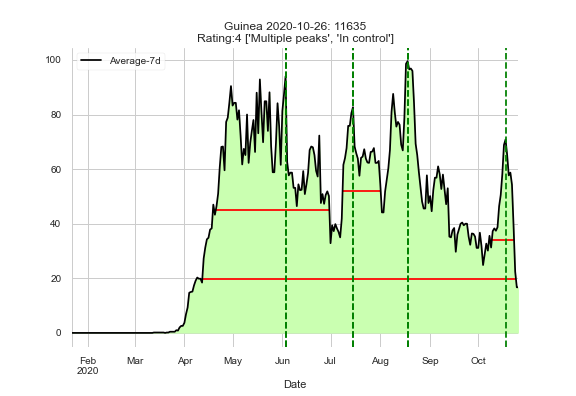 Guinea 2020-10-26: 11635
Rating:4 ['Multiple peaks', 'In control']
Average-7d
100
80
60
40
20
0
Feb Mar Apr May Jun Jul Aug Sep Oct
2020
Date